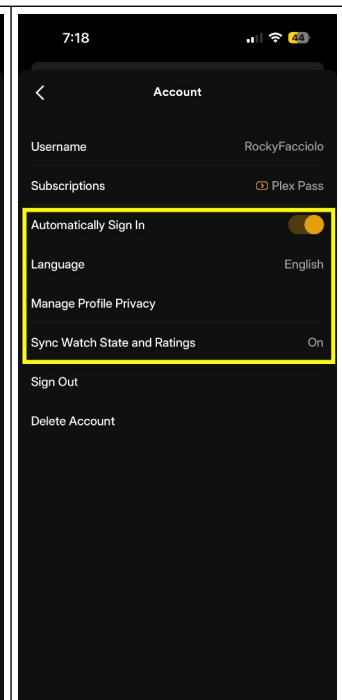 7:18
44
Account
Username RockyFacciolo
Subscriptions Plex Pass
Automatically Sign In
Language English
Manage Profile Privacy
Sync Watch State and Ratings On
Sign Out
Delete Account